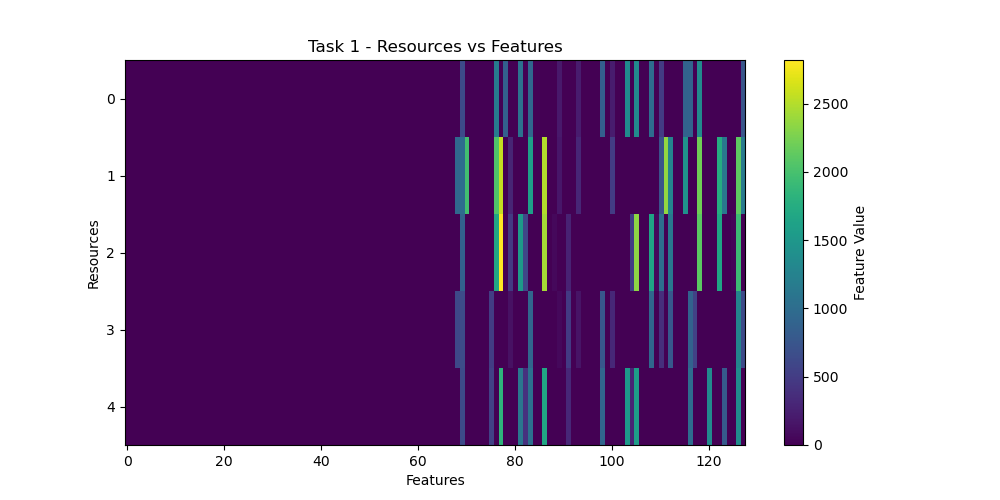 Task 1 - Resources vs Features
0
1
2
3
4
Resources
0 20 40 60 80 100 120
Features
2500
2000
1500
1000
500
0
Feature Value